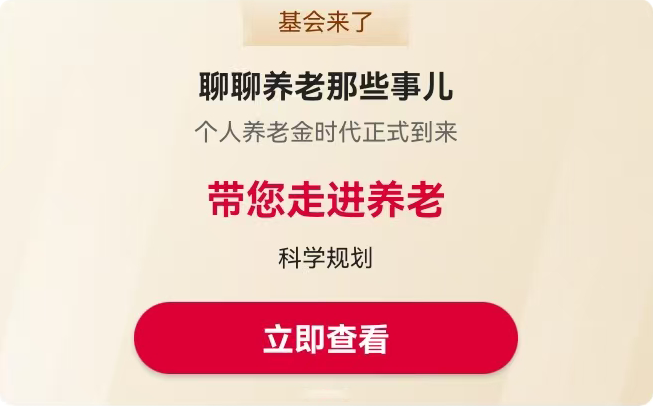 基会来了
聊聊养老那些事儿
个人养老金时代正式到来
带您走进养老
科学规划
立即查看